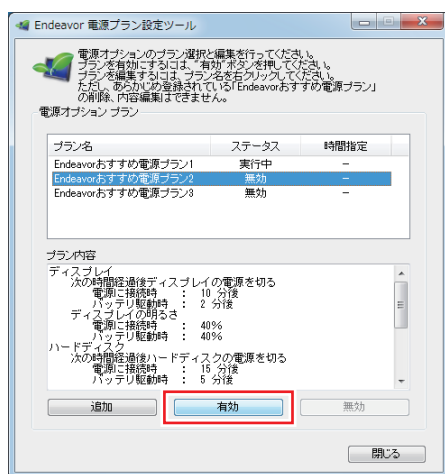 Endeavor 電源プラン設定ツール
電源オプションのプラン選択と編集を行ってください。
プランを有効にするには、"有効"ボタンを押してください。
プランを編集するには、プラン名を右クリックしてください。
ただし、あらかじめ登録されている「Endeavorおすすめ電源プラン」
の削除、内容編集はできません。
電源オプション プラン
プラン名 ステータス 時間指定
Endeavorおすすめ電源プラン1 実行中 －
Endeavorおすすめ電源プラン2 無効 －
Endeavorおすすめ電源プラン3 無効 －
プラン内容
ディスプレイ
次の時間経過後ディスプレイの電源を切る
電源に接続時 : 10 分後
バッテリ駆動時 : 2 分後
ディスプレイの明るさ
電源に接続時 : 40%
バッテリ駆動時 : 40%
ハードディスク
次の時間経過後ハードディスクの電源を切る
電源に接続時 : 15 分後
バッテリ駆動時 : 5 分後
追加 有効 無効
閉じる